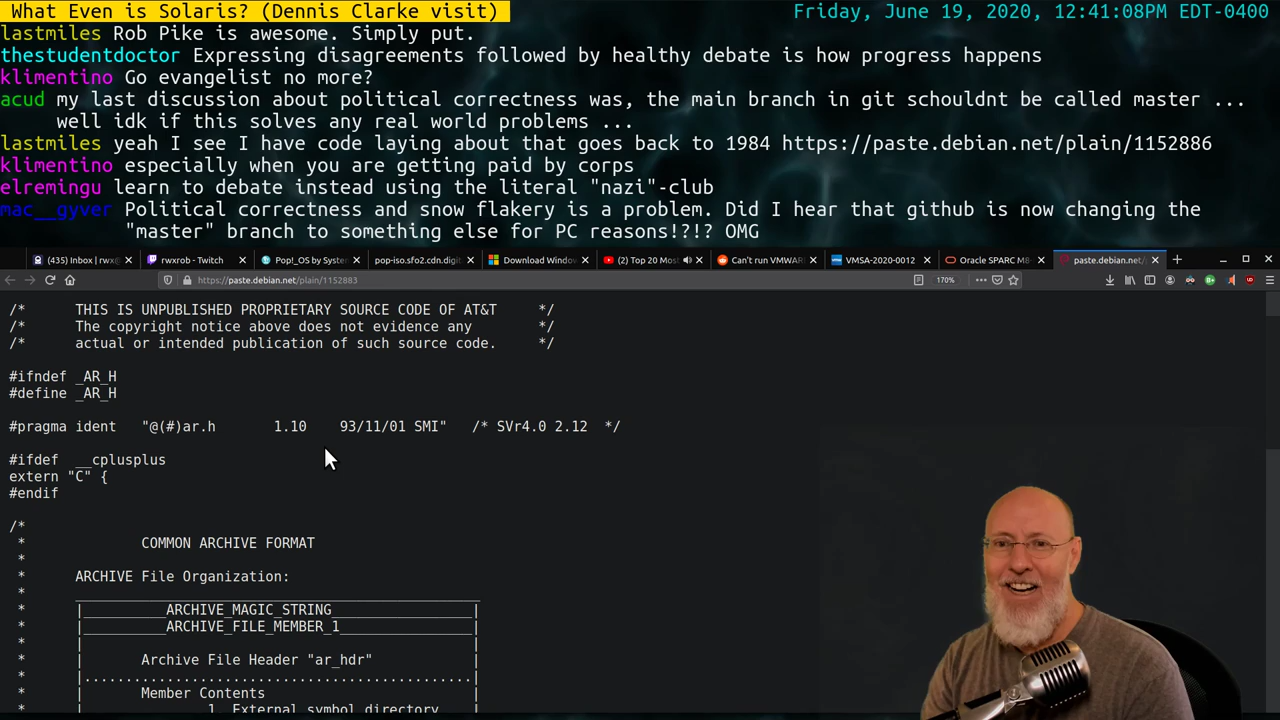 What Even is Solaris? (Dennis Clarke visit)
Friday, June 19, 2020, 12:41:08PM EDT-0400
lastmiles Rob Pike is awesome. Simply put.
thestudentdoctor Expressing disagreements followed by healthy debate is how progress happens
klimentino Go evangelist no more?
acud my last discussion about political correctness was, the main branch in git schouldnt be called master ...
well idk if this solves any real world problems ...
lastmiles yeah I see I have code laying about that goes back to 1984 https://paste.debian.net/plain/1152886
klimentino especially when you are getting paid by corps
elremingu learn to debate instead using the literal "nazi"-club
mac__gyver Political correctness and snow flakery is a problem. Did I hear that github is now changing the
"master" branch to something else for PC reasons!?!? OMG
(435) Inbox | rwx@ rwxrob - Twitch Pop!_OS by System pop-iso.sfo2.cdn.digit Download Window (2) Top 20 Most Can't run VMWAR VMSA-2020-0012 Oracle SPARC M8- paste.debian.net/
https://paste.debian.net/plain/1152883 170%
/* THIS IS UNPUBLISHED PROPRIETARY SOURCE CODE OF AT&T */
/* The copyright notice above does not evidence any */
/* actual or intended publication of such source code. */
#ifndef _AR_H
#define _AR_H
#pragma ident "@(#)ar.h 1.10 93/11/01 SMI" /* SVr4.0 2.12 */
#ifdef __cplusplus
extern "C" {
#endif
/*
* COMMON ARCHIVE FORMAT
*
* ARCHIVE File Organization:
* _______________________________________________
* |__________ARCHIVE_MAGIC_STRING_________________|
* |__________ARCHIVE_FILE_MEMBER_1________________|
* | |
* | Archive File Header "ar_hdr" |
* |...............................................|
* | Member Contents |
* | 1. External symbol directory |